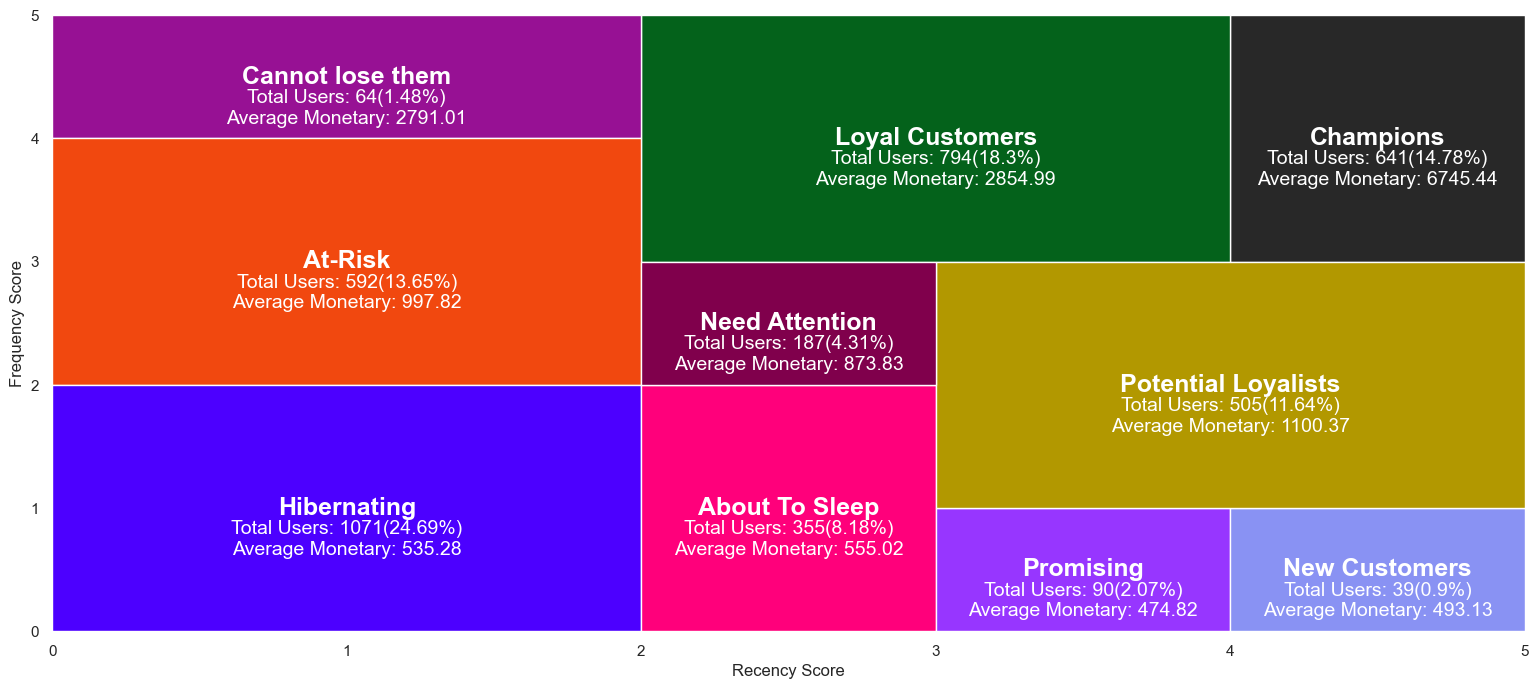 5
Cannot lose them
Total Users: 64(1.48%)
Average Monetary: 2791.01
4
Loyal Customers
Total Users: 794(18.3%)
Average Monetary: 2854.99
Champions
Total Users: 641(14.78%)
Average Monetary: 6745.44
At-Risk
Total Users: 592(13.65%)
Average Monetary: 997.82
3
Frequency Score
Need Attention
Total Users: 187(4.31%)
Average Monetary: 873.83
2
Potential Loyalists
Total Users: 505(11.64%)
Average Monetary: 1100.37
Hibernating
Total Users: 1071(24.69%)
Average Monetary: 535.28
About To Sleep
Total Users: 355(8.18%)
Average Monetary: 555.02
1
Promising
Total Users: 90(2.07%)
Average Monetary: 474.82
New Customers
Total Users: 39(0.9%)
Average Monetary: 493.13
0
0 1 2 3 4 5
Recency Score